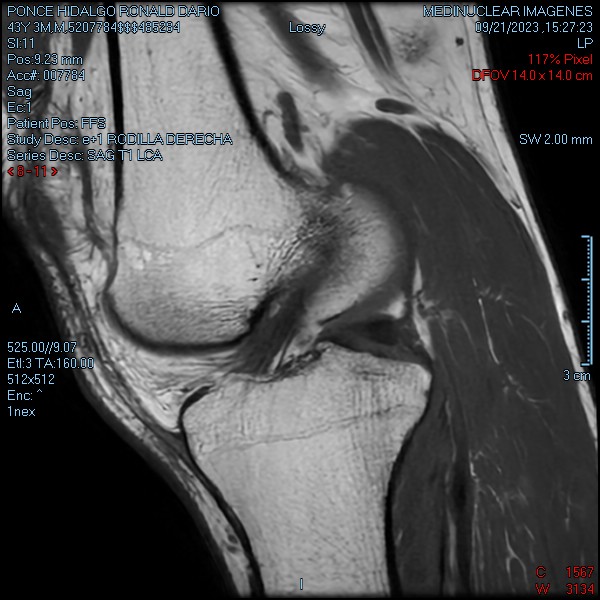 PONCE HIDALGO RONALD DARIO
43Y 3M,M,5207784$$$485284
Sl:11
Pos:9.23 mm
Acc#: 007784
Sag
Ec:1
Patient Pos: FFS
Study Desc: e+1 RODILLA DERECHA
Series Desc: SAG T1 LCA
<8-11>
Lossy
MEDINUCLEAR IMAGENES
09/21/2023 ,15:27:23
LP
117% Pixel
DFOV 14.0 x 14.0 cm
SW 2.00 mm
A
525.00//9.07
Etl:3 TA:160.00
512x512
Enc: ^
1nex
3 cm
I
C 1567
W 3134